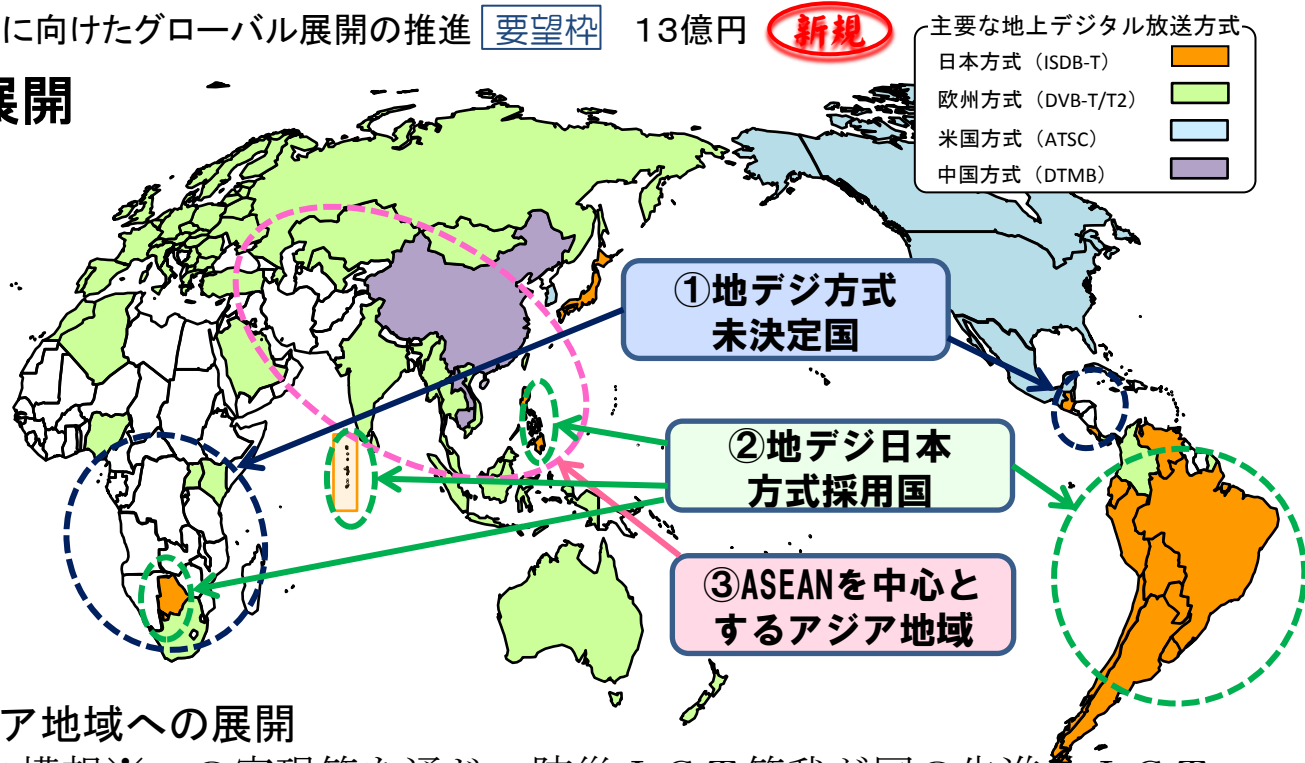 に向けたグローバル展開の推進 要望枠 13億円 新規
展開
主要な地上デジタル放送方式
日本方式（ISDB-T）
欧州方式（DVB-T/T2）
米国方式（ATSC）
中国方式（DTMB）
①地デジ方式
未決定国
②地デジ日本
方式採用国
③ASEANを中心と
するアジア地域
ア地域への展開